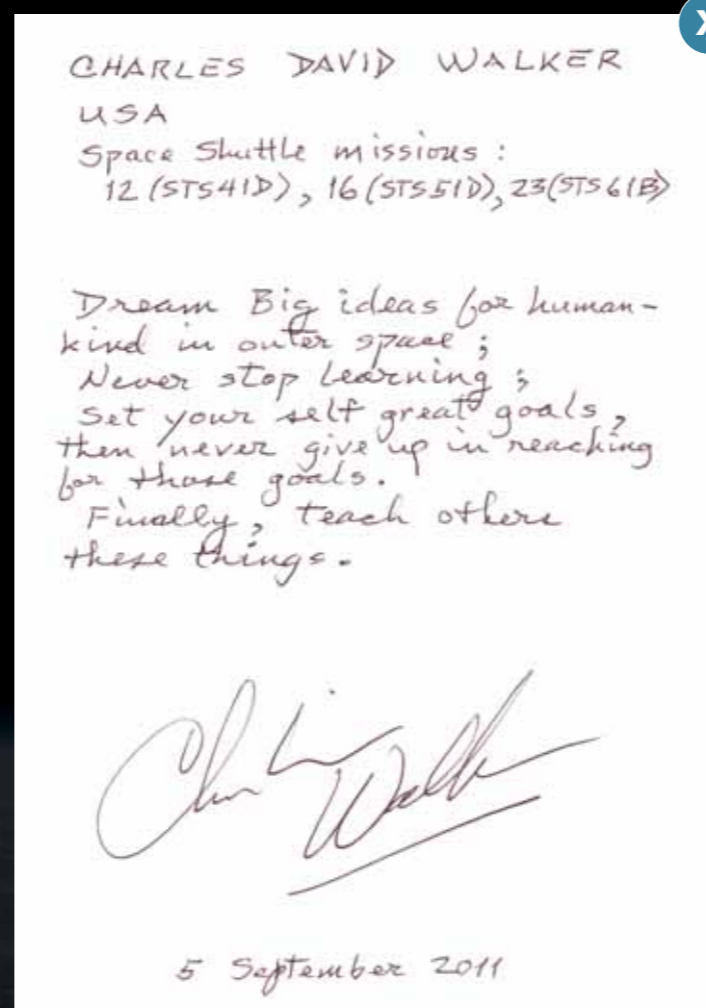 CHARLES DAVID WALKER
USA
Space Shuttle missions :
12 (STS41D), 16 (STS51D), 23 (STS61B)
Dream Big ideas for human-
kind in outer space ;
Never stop learning ;
Set your self great goals,
then never give up in reaching
for those goals.
Finally, teach others
these things.
Charlie Walker
5 September 2011
X